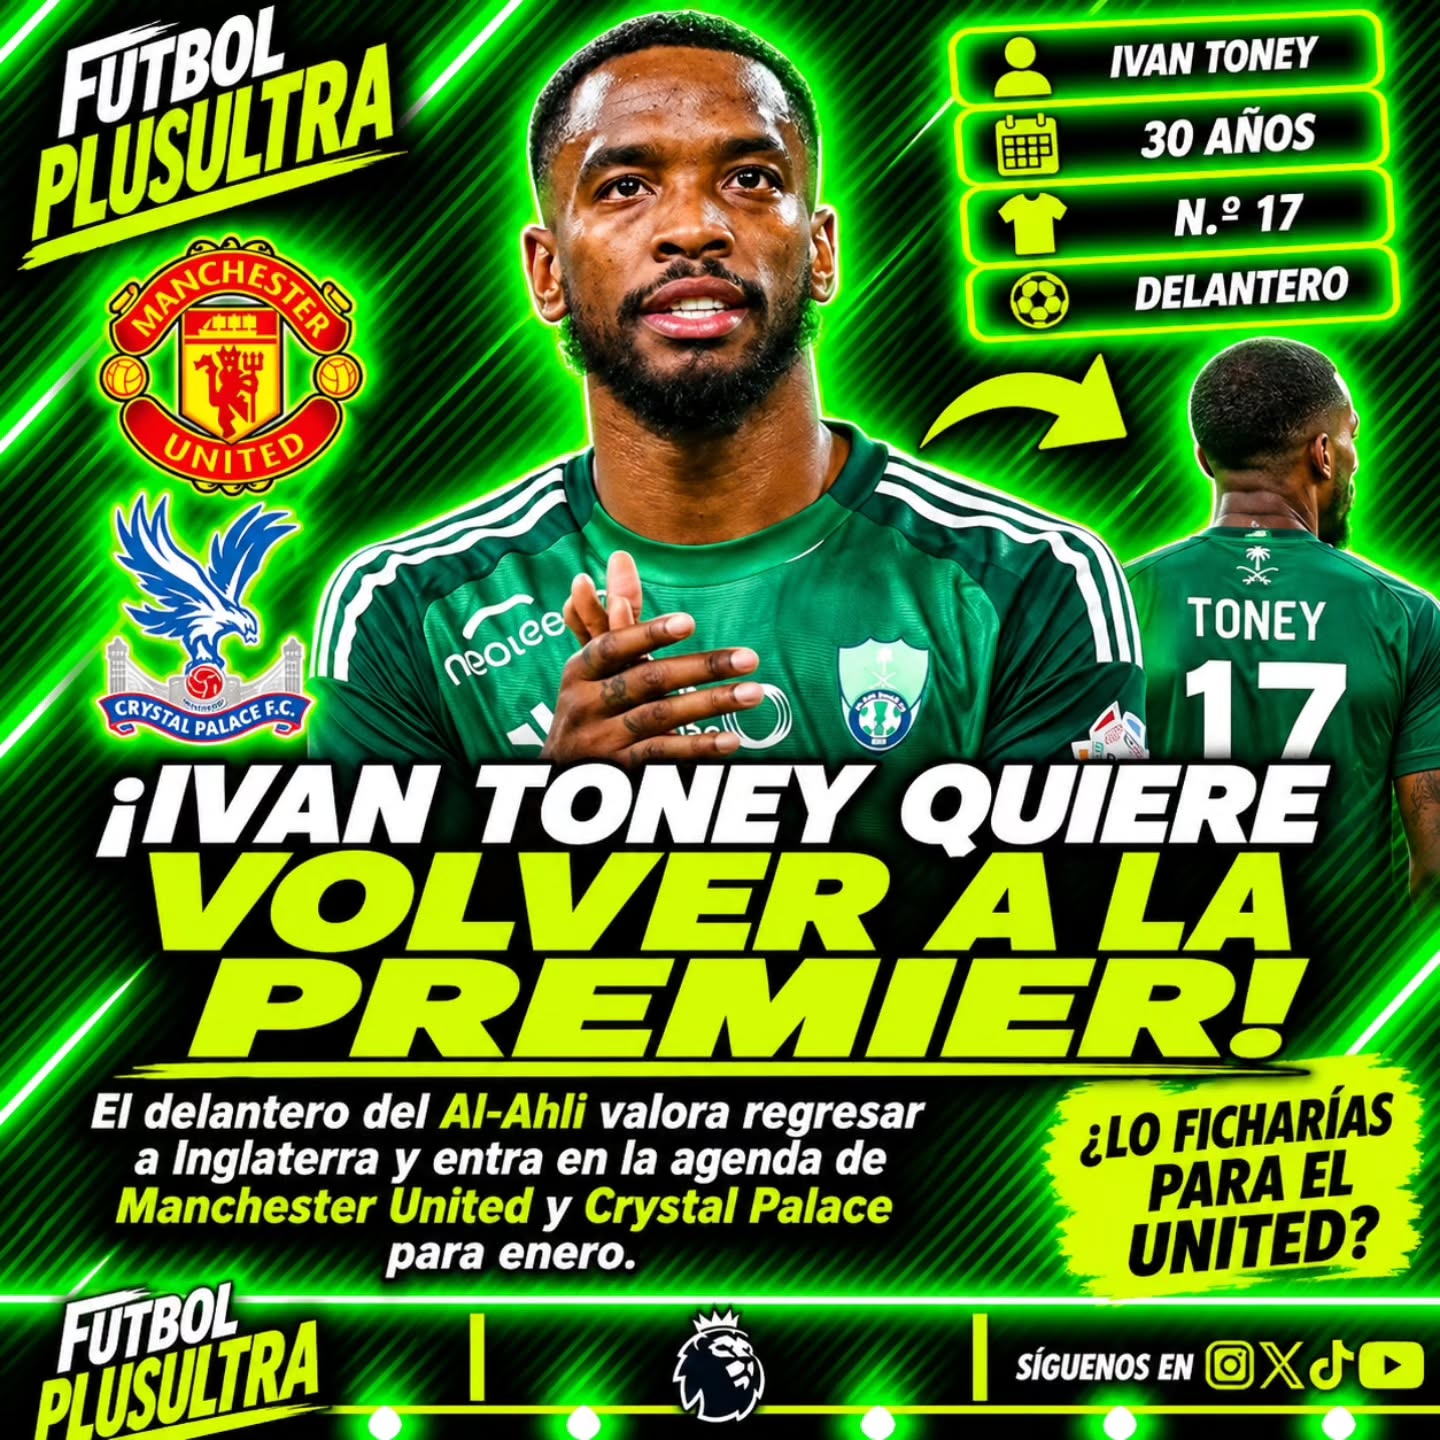 FUTBOL
PLUSULTRA
IVAN TONEY
30 AÑOS
N.º 17
DELANTERO
MANCHESTER
UNITED
CRYSTAL PALACE F.C.
TONEY
17
¡IVAN TONEY QUIERE
VOLVER A LA
PREMIER!
El delantero del Al-Ahli valora regresar
a Inglaterra y entra en la agenda de
Manchester United y Crystal Palace
para enero.
¿LO FICHARÍAS
PARA EL
UNITED?
FUTBOL
PLUSULTRA
SÍGUENOS EN